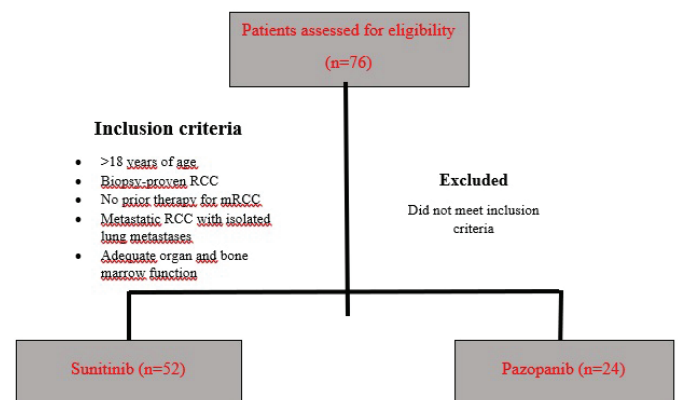 Patients assessed for eligibility
(n=76)
Inclusion criteria
• >18 years of age
• Biopsy-proven RCC
• No prior therapy for mRCC
• Metastatic RCC with isolated
lung metastases
• Adequate organ and bone
marrow function
Excluded
Did not meet inclusion
criteria
Sunitinib (n=52)
Pazopanib (n=24)